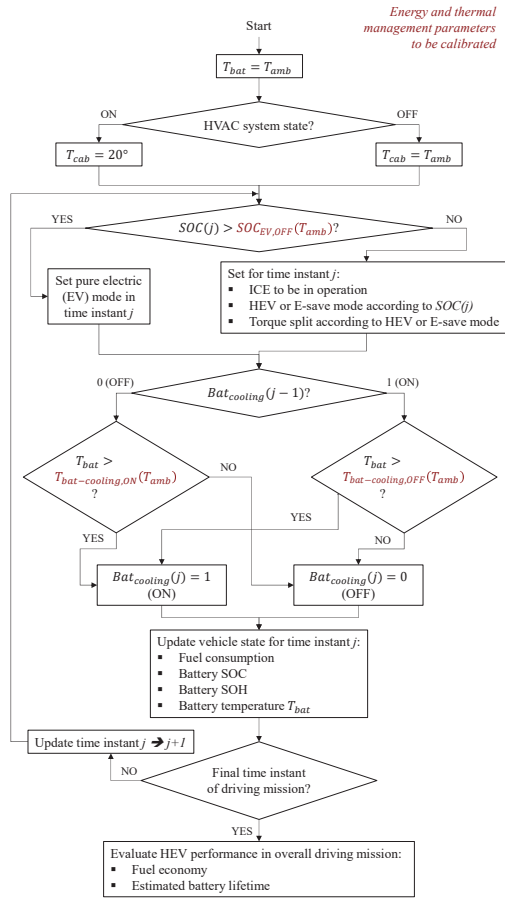 Energy and thermal
management parameters
to be calibrated
Start
T_bat = T_amb
HVAC system state?
ON
OFF
T_cab = 20°
T_cab = T_amb
SOC(j) > SOC_EV,OFF(T_amb)?
YES
NO
Set pure electric
(EV) mode in
time instant j
Set for time instant j:
▪ ICE to be in operation
▪ HEV or E-save mode according to SOC(j)
▪ Torque split according to HEV or E-save mode
0 (OFF)
1 (ON)
Bat_cooling(j − 1)?
T_bat >
T_bat−cooling,ON(T_amb)
?
NO
YES
T_bat >
T_bat−cooling,OFF(T_amb)
?
YES
NO
Bat_cooling(j) = 1
(ON)
Bat_cooling(j) = 0
(OFF)
Update vehicle state for time instant j:
▪ Fuel consumption
▪ Battery SOC
▪ Battery SOH
▪ Battery temperature T_bat
Update time instant j ➔ j+1
NO
Final time instant
of driving mission?
YES
Evaluate HEV performance in overall driving mission:
▪ Fuel economy
▪ Estimated battery lifetime